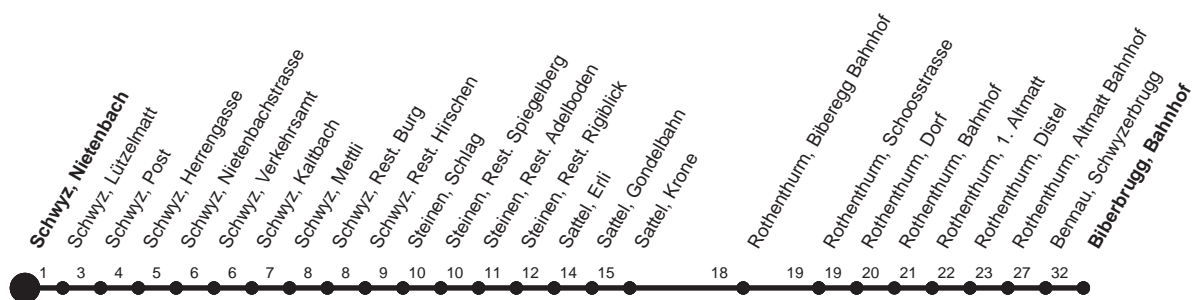 Schwyz, Nietenbach
Schwyz, Lützelmatt
Schwyz, Post
Schwyz, Herrengasse
Schwyz, Nietenbachstrasse
Schwyz, Verkehrsamt
Schwyz, Kaltbach
Schwyz, Mettli
Schwyz, Rest. Burg
Schwyz, Rest. Hirschen
Steinen, Schlag
Steinen, Rest. Spiegelberg
Steinen, Rest. Adelboden
Steinen, Rest. Rigiblick
Sattel, Erli
Sattel, Gondelbahn
Sattel, Krone
Rothenthurm, Biberegg Bahnhof
Rothenthurm, Schoosstrasse
Rothenthurm, Dorf
Rothenthurm, Bahnhof
Rothenthurm, 1. Altmatt
Rothenthurm, Distel
Rothenthurm, Altmatt Bahnhof
Bennau, Schwyzerbrugg
Biberbrugg, Bahnhof
1 3 4 5 6 6 7 8 8 9 10 10 11 12 14 15 18 19 19 20 21 22 23 27 32